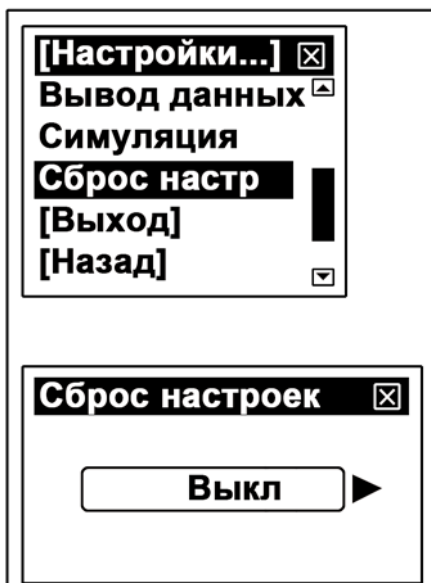 [Настройки...]
Вывод данных
Симуляция
Сброс настр
[Выход]
[Назад]
Сброс настроек
Выкл